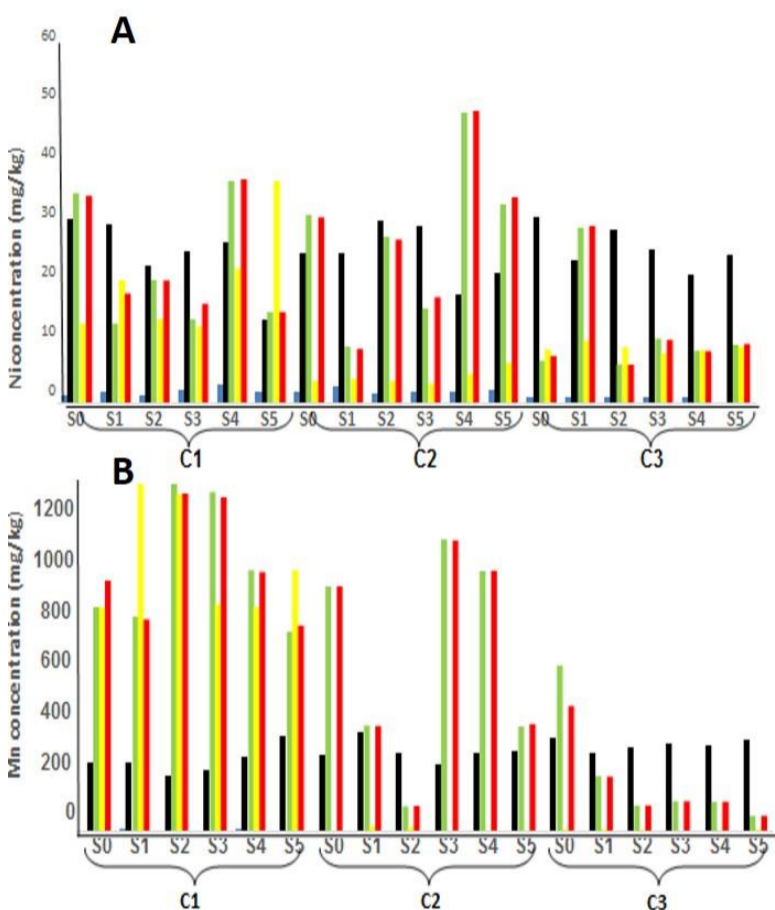 A
Ni concentration (mg/kg)
60
50
40
30
20
10
0
S0 S1 S2 S3 S4 S5 S0 S1 S2 S3 S4 S5 S0 S1 S2 S3 S4 S5
C1 C2 C3
B
Mn concentration (mg/kg)
1200
1000
800
600
400
200
0
S0 S1 S2 S3 S4 S5 S0 S1 S2 S3 S4 S5 S0 S1 S2 S3 S4 S5
C1 C2 C3